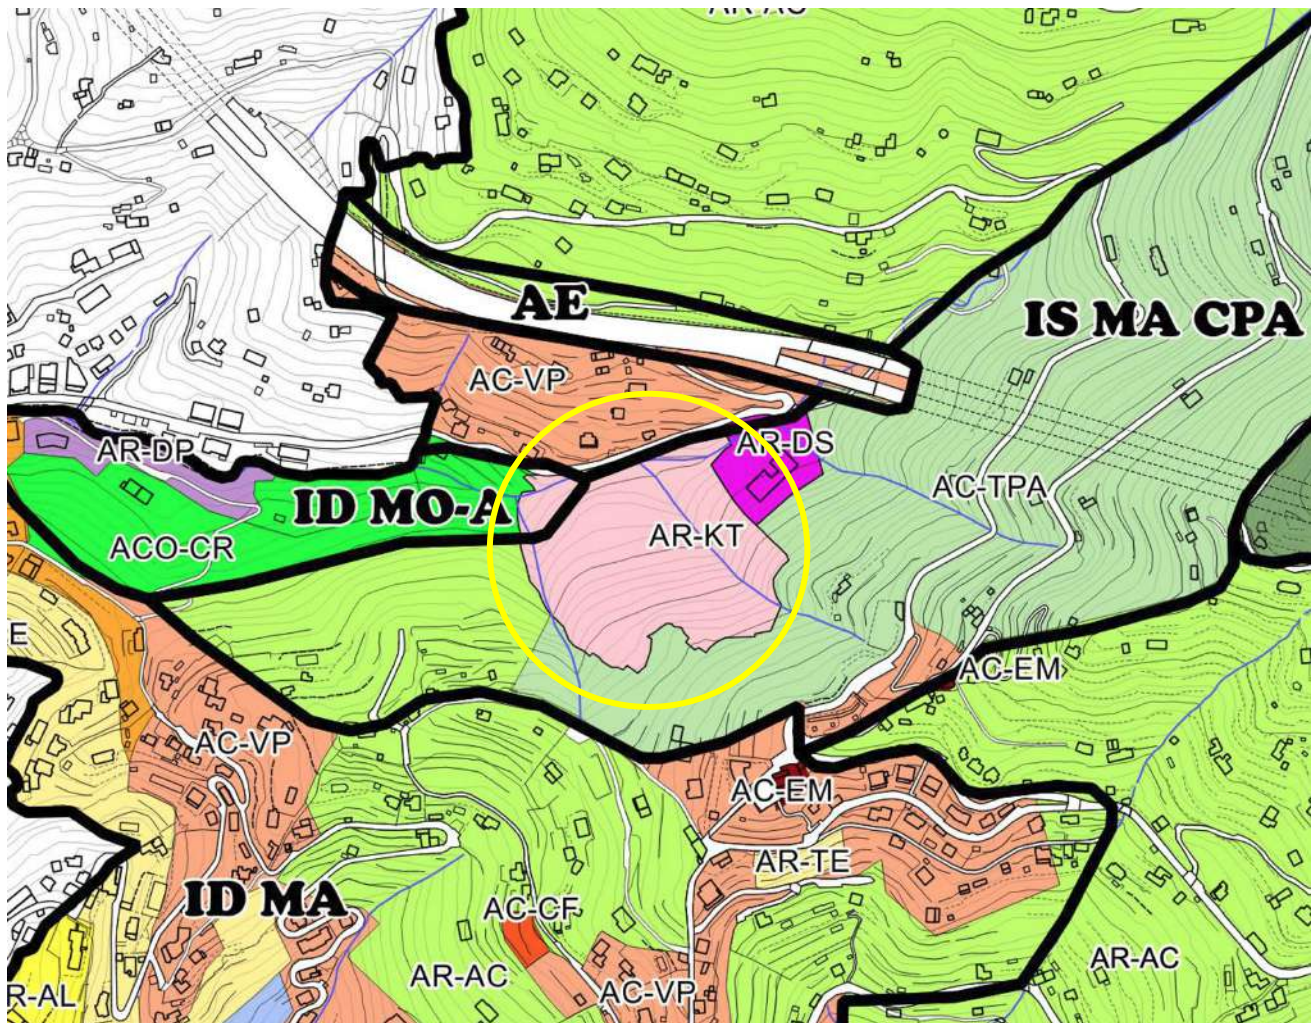 AR-AC
AE
IS MA CPA
AC-VP
AR-DP
AR-DS
ID MO-A
AC-TPA
AR-KT
ACO-CR
E
AC-EM
AC-VP
AC-EM
AR-TE
ID MA
AC-CF
AR-AC
AR-AC
R-AL
AC-VP